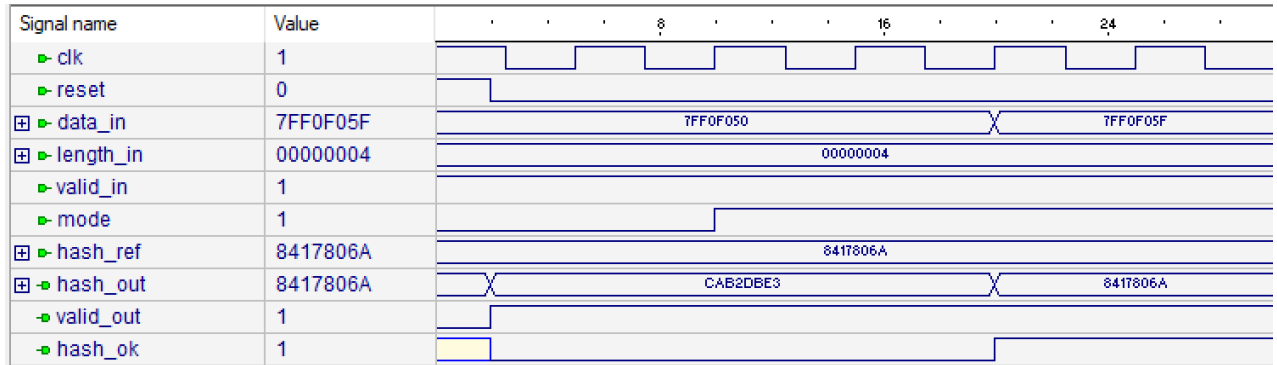 Signal name Value 8 16 24
clk 1
reset 0
data_in 7FF0F05F 7FF0F050 7FF0F05F
length_in 00000004 00000004
valid_in 1
mode 1
hash_ref 8417806A 8417806A
hash_out 8417806A CAB2DBE3 8417806A
valid_out 1
hash_ok 1